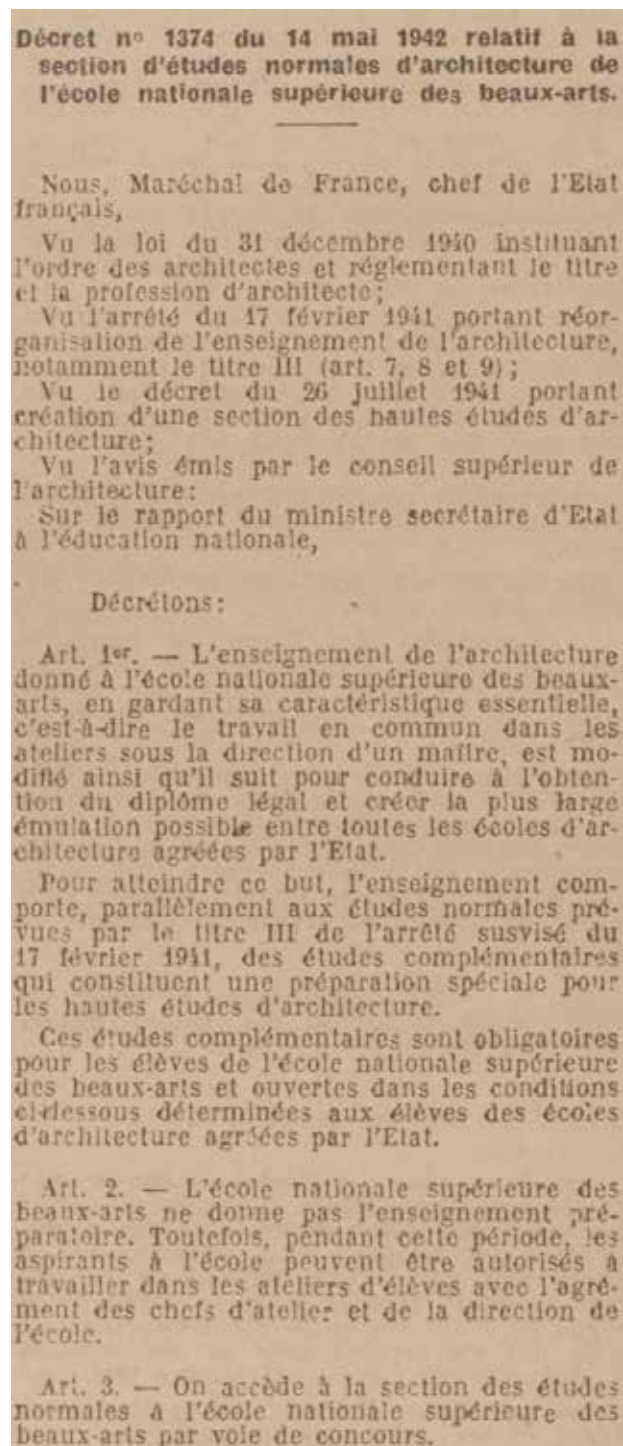 Décret nº 1374 du 14 mai 1942 relatif à la
section d'études normales d'architecture de
l'école nationale supérieure des beaux-arts.
Nous, Maréchal de France, chef de l'Etat
français,
Vu la loi du 31 décembre 1940 instituant
l'ordre des architectes et réglementant le titre
et la profession d'architecte;
Vu l'arrêté du 17 février 1941 portant réor-
ganisation de l'enseignement de l'architecture,
notamment le titre III (art. 7, 8 et 9);
Vu le décret du 26 juillet 1941 portant
création d'une section des hautes études d'ar-
chitecture;
Vu l'avis émis par le conseil supérieur de
l'architecture:
Sur le rapport du ministre secrétaire d'Etat
à l'éducation nationale,
Décrétons:
Art. 1er. — L'enseignement de l'architecture
donné à l'école nationale supérieure des beaux-
arts, en gardant sa caractéristique essentielle,
c'est-à-dire le travail en commun dans les
ateliers sous la direction d'un maître, est mo-
difié ainsi qu'il suit pour conduire à l'obten-
tion du diplôme légal et créer la plus large
émulation possible entre toutes les écoles d'ar-
chitecture agréées par l'Etat.
Pour atteindre ce but, l'enseignement com-
porte, parallèlement aux études normales pré-
vues par le titre III de l'arrêté susvisé du
17 février 1941, des études complémentaires
qui constituent une préparation spéciale pour
les hautes études d'architecture.
Ces études complémentaires sont obligatoires
pour les élèves de l'école nationale supérieure
des beaux-arts et ouvertes dans les conditions
ci-dessous déterminées aux élèves des écoles
d'architecture agréées par l'Etat.
Art. 2. — L'école nationale supérieure des
beaux-arts ne donne pas l'enseignement pré-
paratoire. Toutefois, pendant cette période, les
aspirants à l'école peuvent être autorisés à
travailler dans les ateliers d'élèves avec l'agré-
ment des chefs d'atelier et de la direction de
l'école.
Art. 3. — On accède à la section des études
normales à l'école nationale supérieure des
beaux-arts par voie de concours.